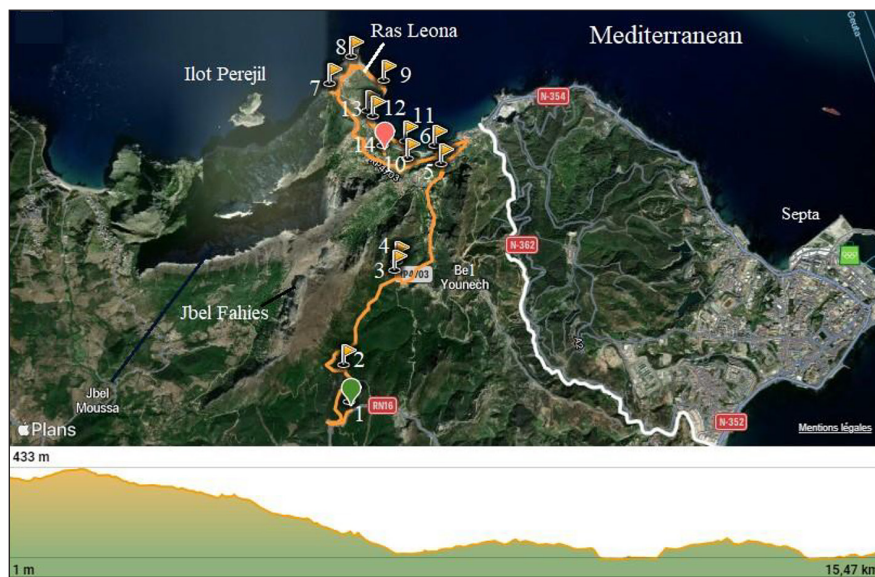 Ras Leona
Mediterranean
8
Ilot Perejil
7
9
N-354
13
12
11
6
14
10
5
Septa
4
N-362
3
P4703
Bel
Younech
Jbel Fahies
A2
2
Jbel
Moussa
RN16
1
Plans
N-352
Mentions légales
433 m
1 m
15,47 km